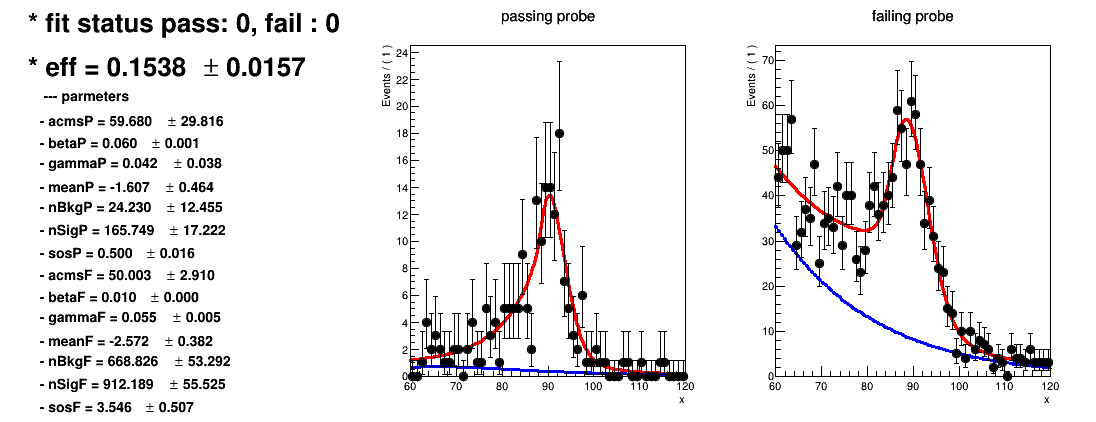 * fit status pass: 0, fail : 0
* eff = 0.1538 ± 0.0157
--- parmeters
- acmsP = 59.680 ± 29.816
- betaP = 0.060 ± 0.001
- gammaP = 0.042 ± 0.038
- meanP = -1.607 ± 0.464
- nBkgP = 24.230 ± 12.455
- nSigP = 165.749 ± 17.222
- sosP = 0.500 ± 0.016
- acmsF = 50.003 ± 2.910
- betaF = 0.010 ± 0.000
- gammaF = 0.055 ± 0.005
- meanF = -2.572 ± 0.382
- nBkgF = 668.826 ± 53.292
- nSigF = 912.189 ± 55.525
- sosF = 3.546 ± 0.507
passing probe
Events / ( 1 )
24
22
20
18
16
14
12
10
8
6
4
2
0
60 70 80 90 100 110 120
x
failing probe
Events / ( 1 )
70
60
50
40
30
20
10
0
60 70 80 90 100 110 120
x